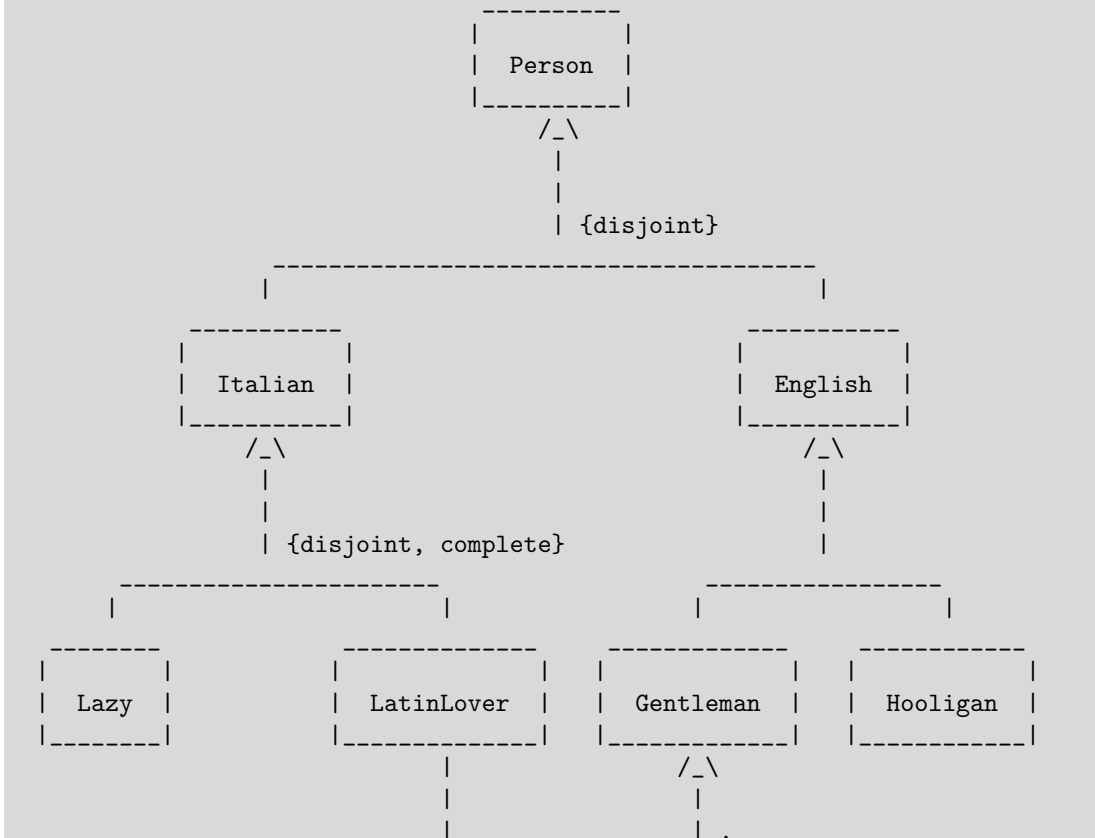 Person
{disjoint}
Italian English
{disjoint, complete}
Lazy LatinLover Gentleman Hooligan